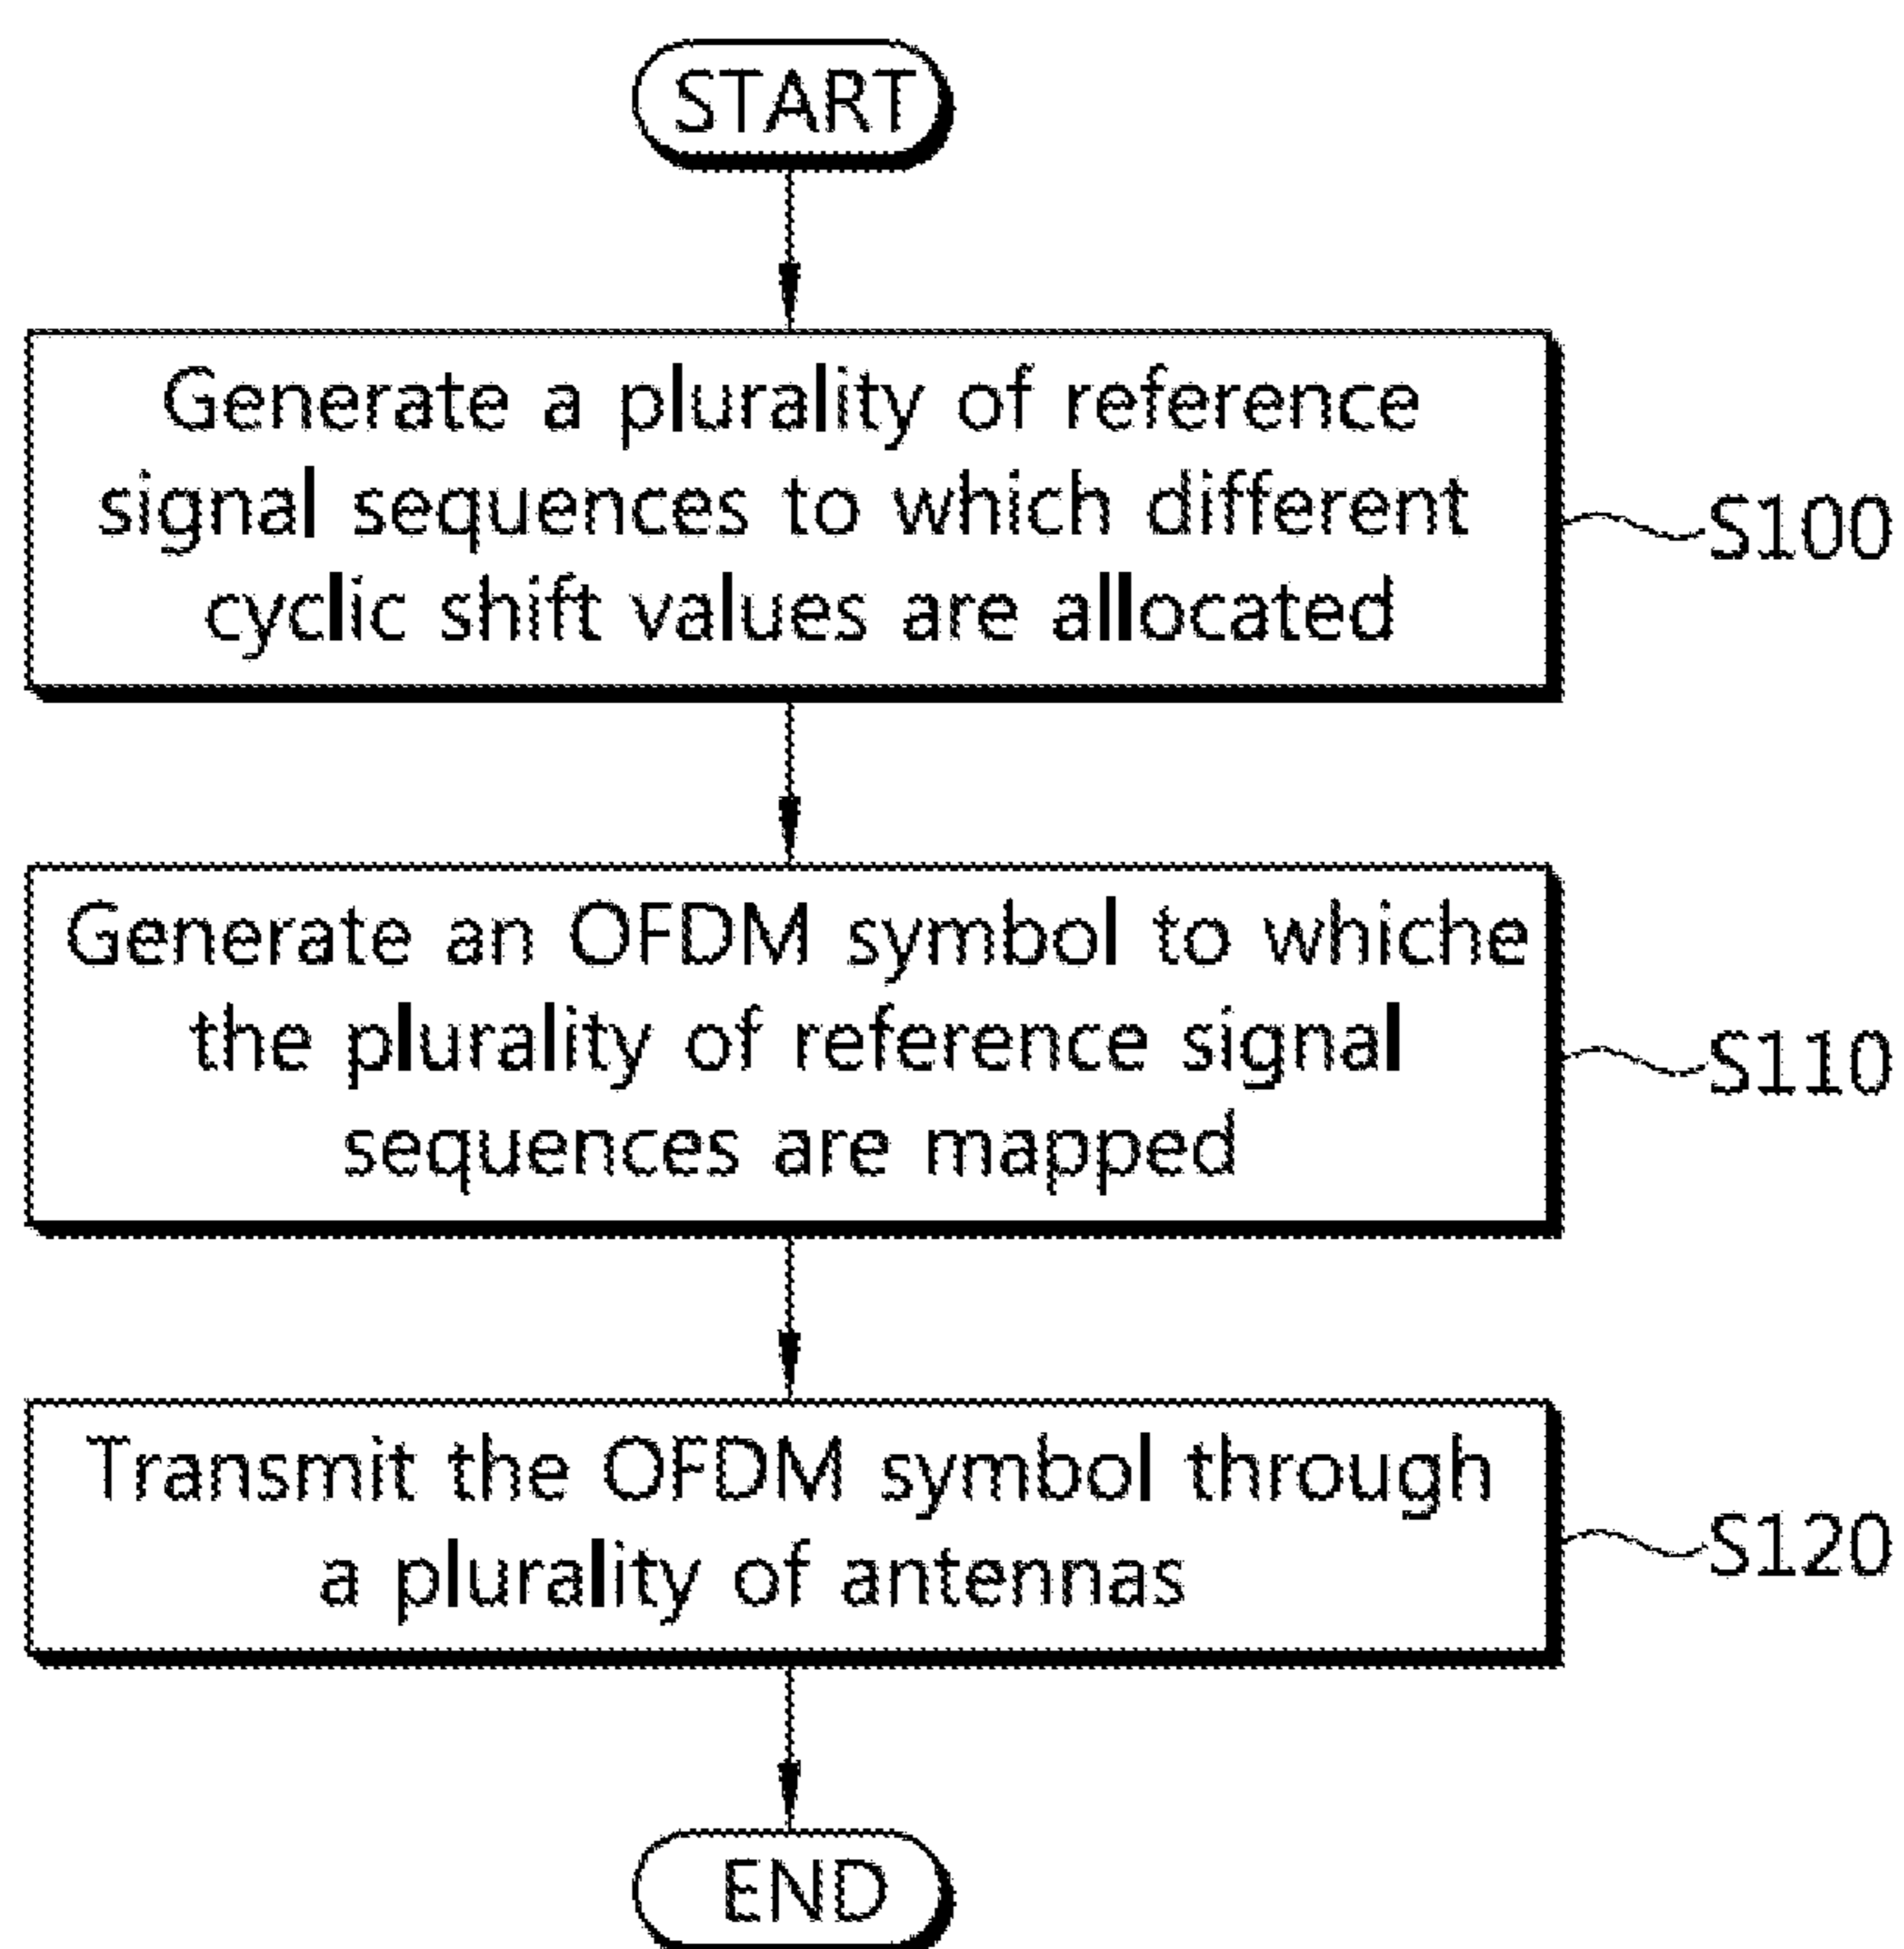 START
Generate a plurality of reference
signal sequences to which different
cyclic shift values are allocated
S100
Generate an OFDM symbol to whiche
the plurality of reference signal
sequences are mapped
S110
Transmit the OFDM symbol through
a plurality of antennas
S120
END